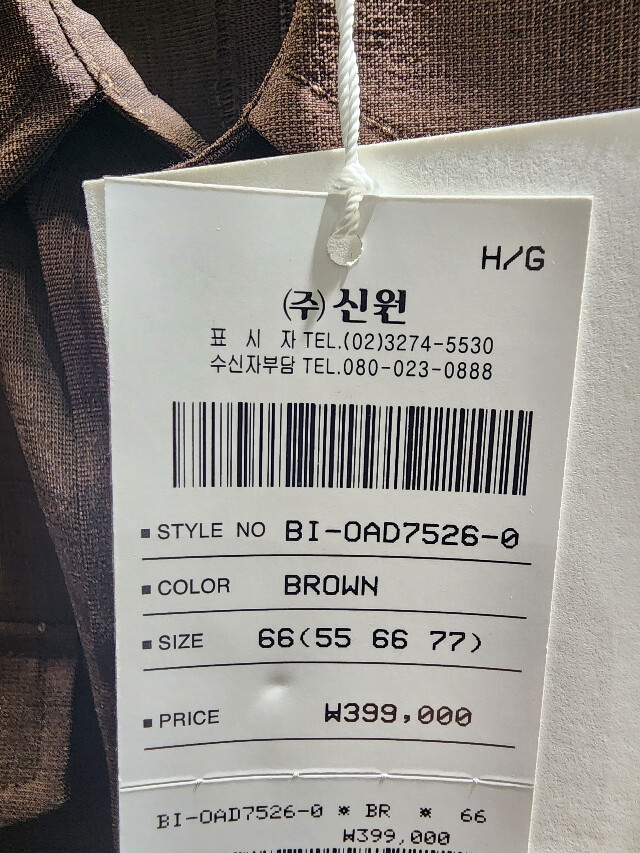 H/G
(주)신원
표 시 자 TEL.(02)3274-5530
수신자부담 TEL.080-023-0888
■ STYLE NO BI-OAD7526-0
■ COLOR BROWN
■ SIZE 66(55 66 77)
■ PRICE ₩399,000
BI-OAD7526-0 * BR * 66
₩399,000